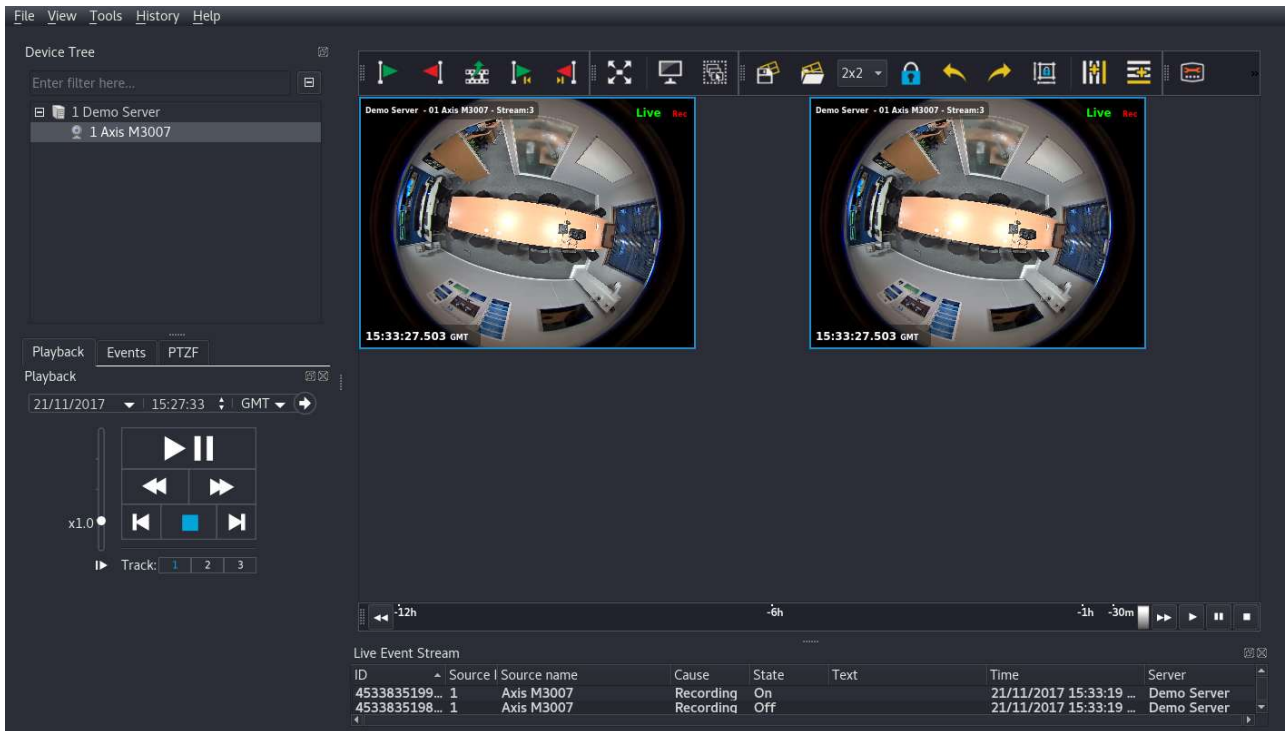 File View Tools History Help
Device Tree
Enter filter here...
1 Demo Server
1 Axis M3007
2x2
Demo Server - 01 Axis M3007 - Stream:3 Live Rec
15:33:27.503 GMT
Demo Server - 01 Axis M3007 - Stream:3 Live Rec
15:33:27.503 GMT
Playback Events PTZF
Playback
21/11/2017 15:27:33 GMT
x1.0
Track: 1 2 3
-12h -6h -1h -30m
Live Event Stream
ID Source I Source name Cause State Text Time Server
4533835199... 1 Axis M3007 Recording On 21/11/2017 15:33:19 ... Demo Server
4533835198... 1 Axis M3007 Recording Off 21/11/2017 15:33:19 ... Demo Server